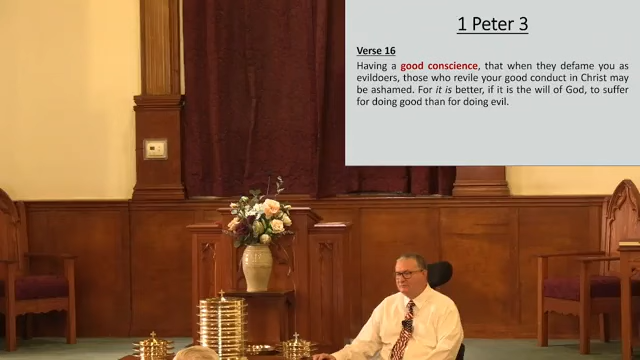 1 Peter 3
Verse 16
Having a good conscience, that when they defame you as
evildoers, those who revile your good conduct in Christ may
be ashamed. For it is better, if it is the will of God, to suffer
for doing good than for doing evil.